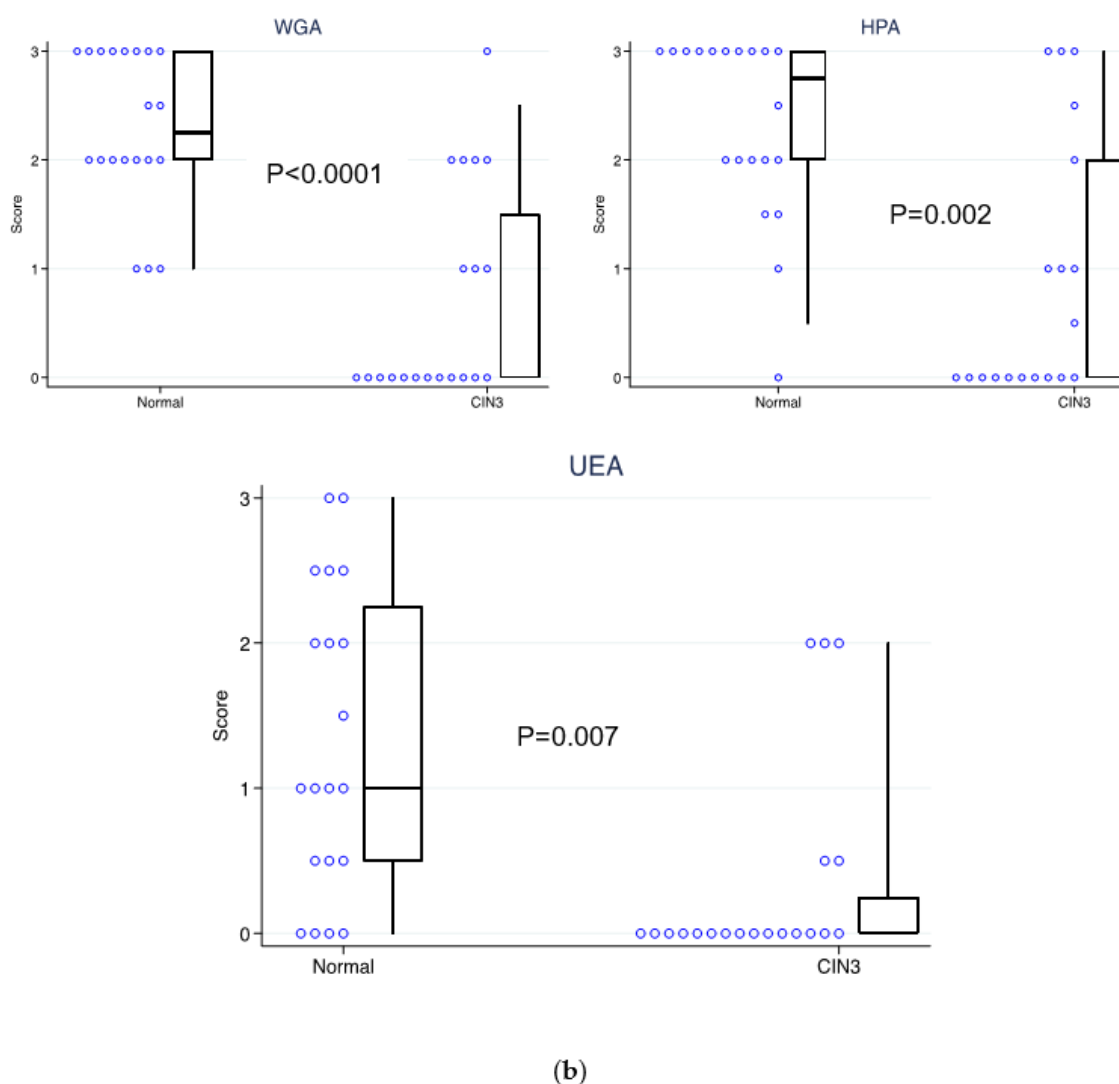 WGA
3
2
1
0
Score
P<0.0001
Normal
CIN3
HPA
3
2
1
0
Score
P=0.002
Normal
CIN3
UEA
3
2
1
0
Score
P=0.007
Normal
CIN3
(b)